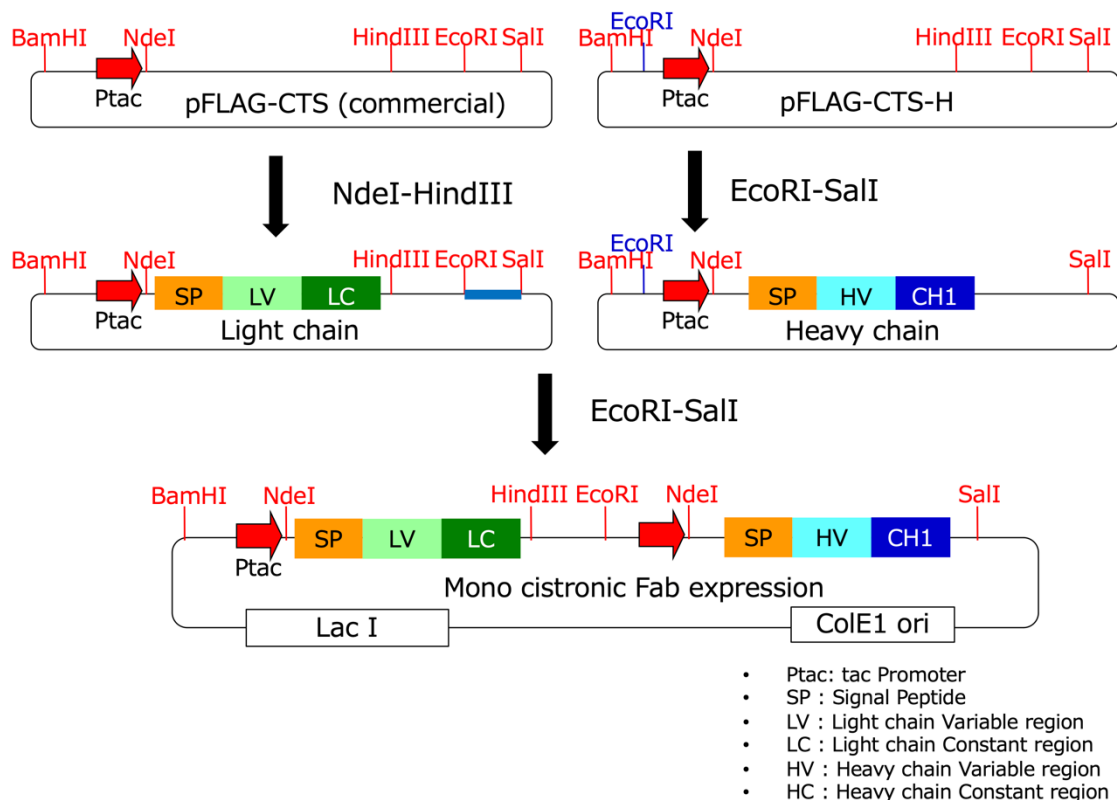 BamHI NdeI HindIII EcoRI SalI
Ptac
pFLAG-CTS (commercial)
EcoRI
BamHI NdeI HindIII EcoRI SalI
Ptac
pFLAG-CTS-H
NdeI-HindIII
EcoRI-SalI
BamHI NdeI HindIII EcoRI SalI
SP LV LC
Ptac
Light chain
EcoRI
BamHI NdeI SalI
SP HV CH1
Ptac
Heavy chain
EcoRI-SalI
BamHI NdeI HindIII EcoRI NdeI SalI
SP LV LC SP HV CH1
Ptac
Mono cistronic Fab expression
Lac I ColE1 ori
• Ptac: tac Promoter
• SP : Signal Peptide
• LV : Light chain Variable region
• LC : Light chain Constant region
• HV : Heavy chain Variable region
• HC : Heavy chain Constant region